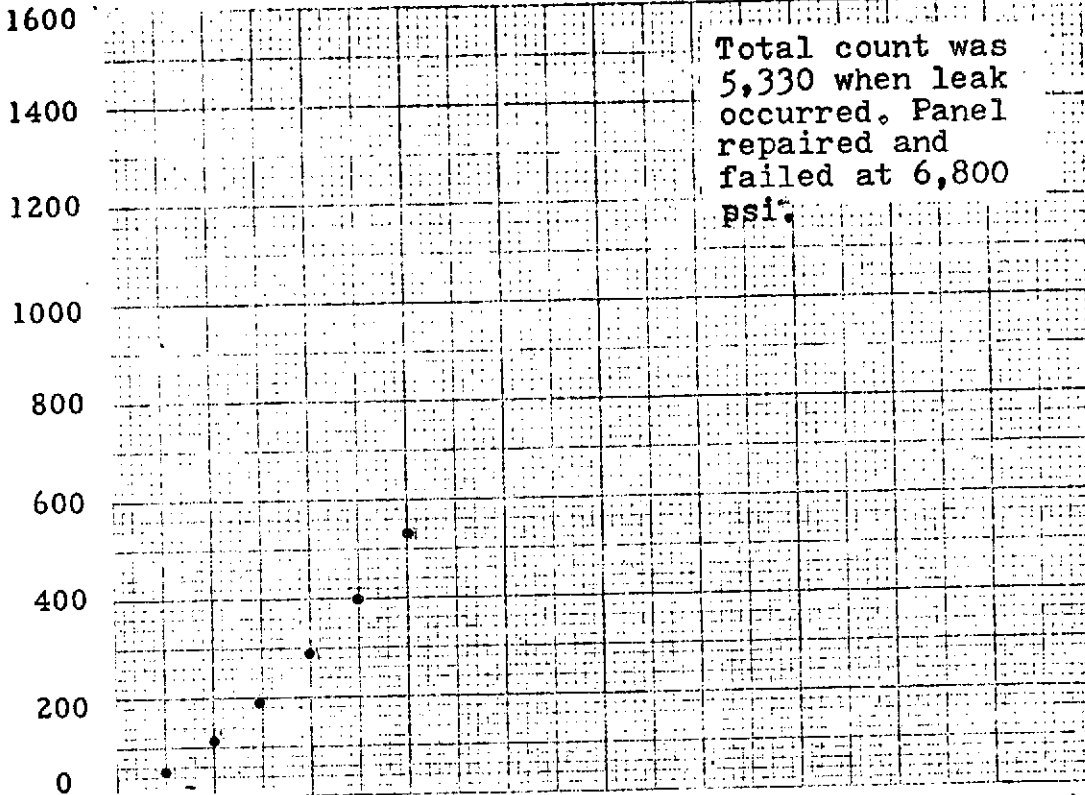 1600
1400
1200
1000
800
600
400
200
0
Total count was
5,330 when leak
occurred. Panel
repaired and
failed at 6,800
psi.